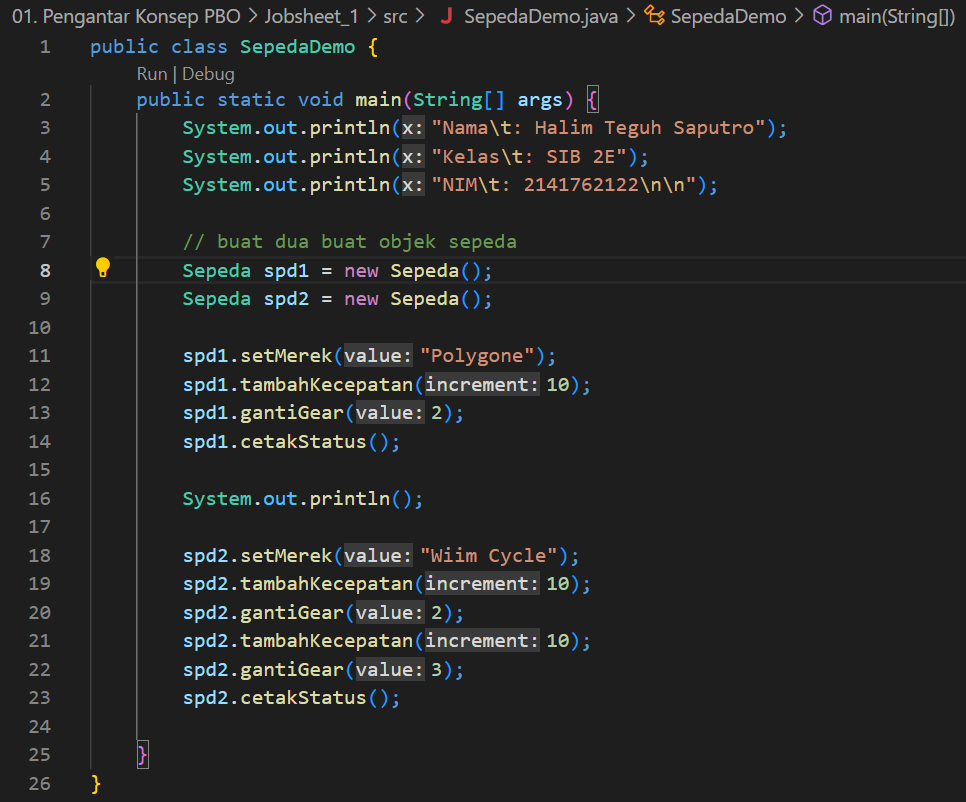 01. Pengantar Konsep PBO > Jobsheet_1 > src > J SepedaDemo.java > SepedaDemo > main(String[])
1 public class SepedaDemo {
Run | Debug
2 public static void main(String[] args) {
3 System.out.println(x: "Nama\t: Halim Teguh Saputro");
4 System.out.println(x: "Kelas\t: SIB 2E");
5 System.out.println(x: "NIM\t: 2141762122\n\n");
6
7 // buat dua buat objek sepeda
8 Sepeda spd1 = new Sepeda();
9 Sepeda spd2 = new Sepeda();
10
11 spd1.setMerek(value: "Polygone");
12 spd1.tambahKecepatan(increment: 10);
13 spd1.gantiGear(value: 2);
14 spd1.cetakStatus();
15
16 System.out.println();
17
18 spd2.setMerek(value: "Wiim Cycle");
19 spd2.tambahKecepatan(increment: 10);
20 spd2.gantiGear(value: 2);
21 spd2.tambahKecepatan(increment: 10);
22 spd2.gantiGear(value: 3);
23 spd2.cetakStatus();
24
25 }
26 }